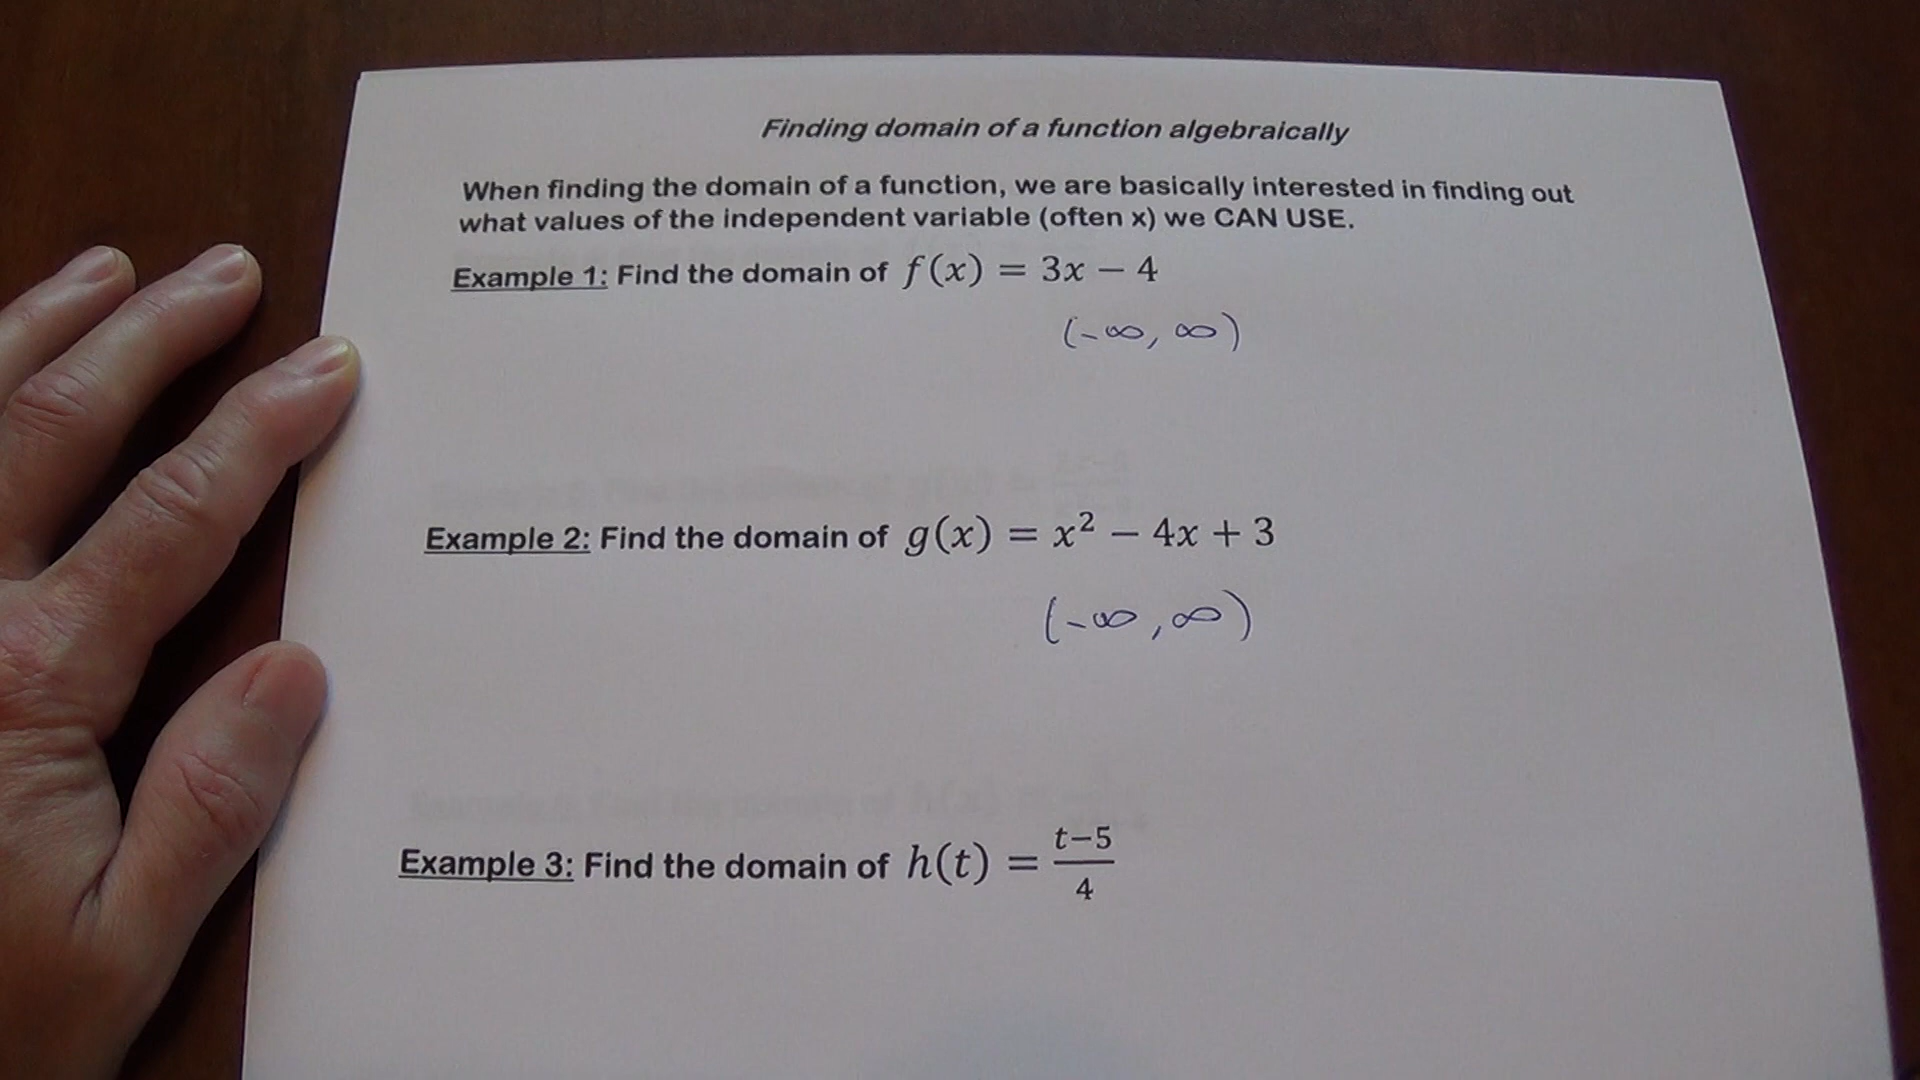 Finding domain of a function algebraically
When finding the domain of a function, we are basically interested in finding out
what values of the independent variable (often x) we CAN USE.
Example 1: Find the domain of f(x) = 3x − 4
(-∞, ∞)
Example 2: Find the domain of g(x) = x² − 4x + 3
(-∞, ∞)
Example 3: Find the domain of h(t) = t−5/4